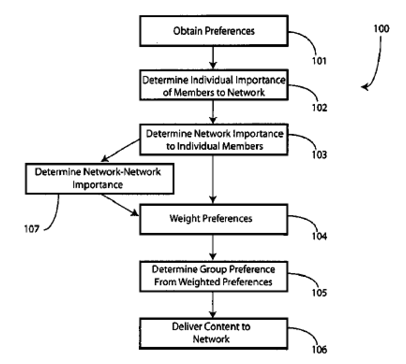 Obtain Preferences
101
100
Determine Individual Importance
of Members to Network
102
Determine Network Importance
to Individual Members
103
Determine Network-Network
Importance
107
Weight Preferences
104
Determine Group Preference
From Weighted Preferences
105
Deliver Content to
Network
106